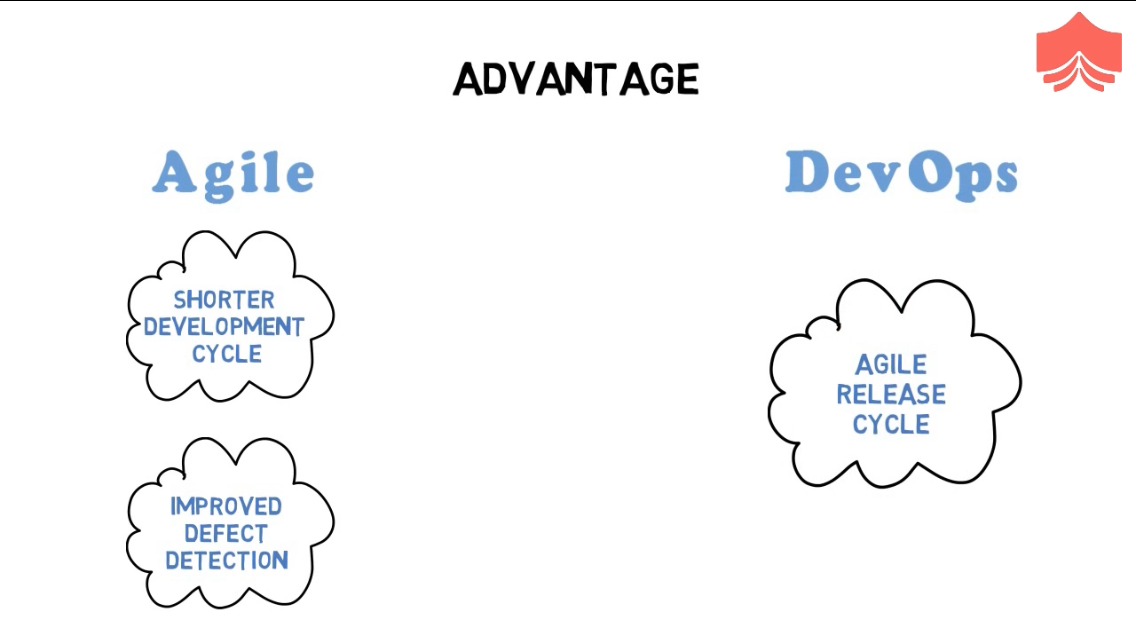 ADVANTAGE
Agile
SHORTER
DEVELOPMENT
CYCLE
IMPROVED
DEFECT
DETECTION
DevOps
AGILE
RELEASE
CYCLE